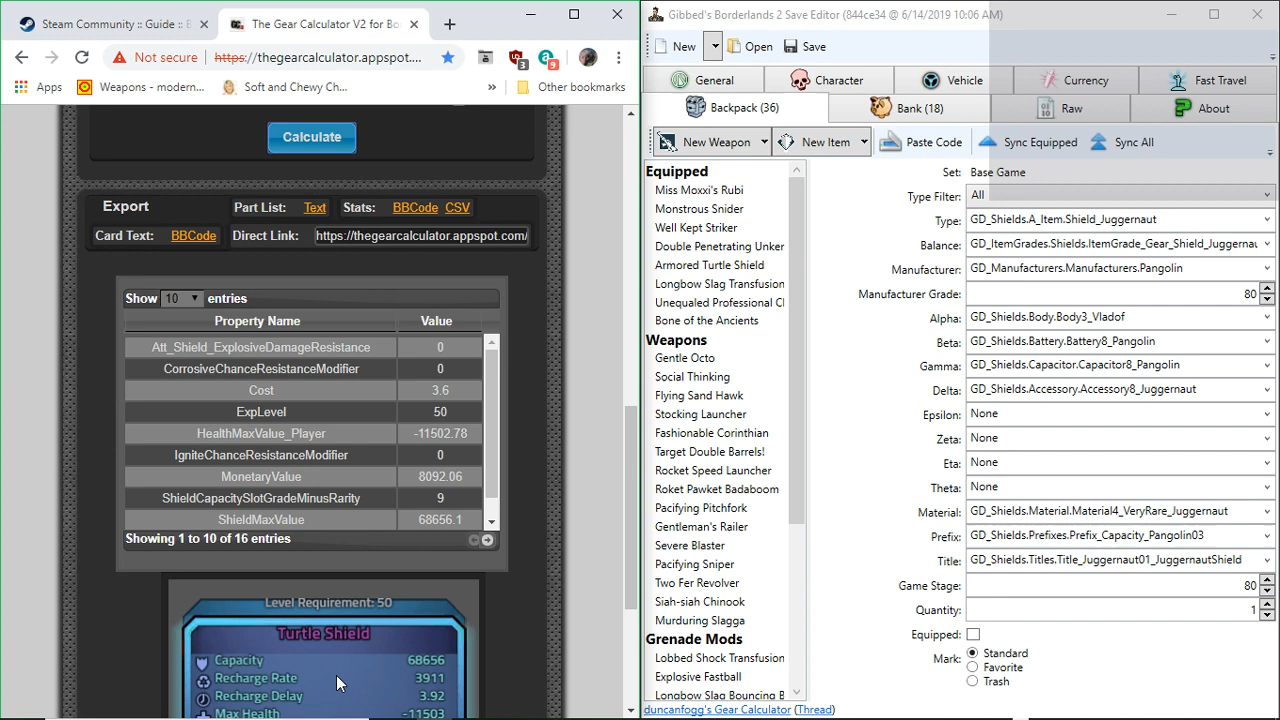 Steam Community :: Guide :: B
The Gear Calculator V2 for Bo
Not secure
https://thegearcalculator.appspot....
3
9
Apps
Weapons - modern...
Soft and Chewy Ch...
»
Other bookmarks
Calculate
Export
Part List: Text
Stats: BBCode CSV
Card Text: BBCode
Direct Link: https://thegearcalculator.appspot.com/
Show 10 entries
Property Name Value
Att_Shield_ExplosiveDamageResistance 0
CorrosiveChanceResistanceModifier 0
Cost 3.6
ExpLevel 50
HealthMaxValue_Player -11502.78
IgniteChanceResistanceModifier 0
MonetaryValue 8092.06
ShieldCapacitySlotGradeMinusRarity 9
ShieldMaxValue 68656.1
Showing 1 to 10 of 16 entries
Level Requirement: 50
Turtle Shield
Capacity 68656
Recharge Rate 3911
Recharge Delay 3.92
Max Health -11503
Gibbed's Borderlands 2 Save Editor (844ce34 @ 6/14/2019 10:06 AM)
New Open Save
General Character Vehicle Currency Fast Trave
Backpack (36) Bank (18) Raw About
New Weapon New Item Paste Code Sync Equipped Sync All
Equipped
Miss Moxxi's Rubi
Monstrous Snider
Well Kept Striker
Double Penetrating Unker
Armored Turtle Shield
Longbow Slag Transfusion
Unequaled Professional Cl
Bone of the Ancients
Weapons
Gentle Octo
Social Thinking
Flying Sand Hawk
Stocking Launcher
Fashionable Corinthian
Target Double Barrels!
Rocket Speed Launcher
Roket Pawket Badaboom
Pacifying Pitchfork
Gentleman's Railer
Severe Blaster
Pacifying Sniper
Two Fer Revolver
Siah-siah Chinook
Murduring Slagga
Grenade Mods
Lobbed Shock Transfusion
Explosive Fastball
Longbow Slag Bouncing B
Set: Base Game
Type Filter: All
Type: GD_Shields.A_Item.Shield_Juggernaut
Balance: GD_ItemGrades.Shields.ItemGrade_Gear_Shield_Juggernau
Manufacturer: GD_Manufacturers.Manufacturers.Pangolin
Manufacturer Grade: 80
Alpha: GD_Shields.Body.Body3_Vladof
Beta: GD_Shields.Battery.Battery8_Pangolin
Gamma: GD_Shields.Capacitor.Capacitor8_Pangolin
Delta: GD_Shields.Accessory.Accessory8_Juggernaut
Epsilon: None
Zeta: None
Eta: None
Theta: None
Material: GD_Shields.Material.Material4_VeryRare_Juggernaut
Prefix: GD_Shields.Prefixes.Prefix_Capacity_Pangolin03
Title: GD_Shields.Titles.Title_Juggernaut01_JuggernautShield
Game Stage: 80
Quantity: 1
Equipped:
Mark: Standard
Favorite
Trash
duncanfogg's Gear Calculator (Thread)